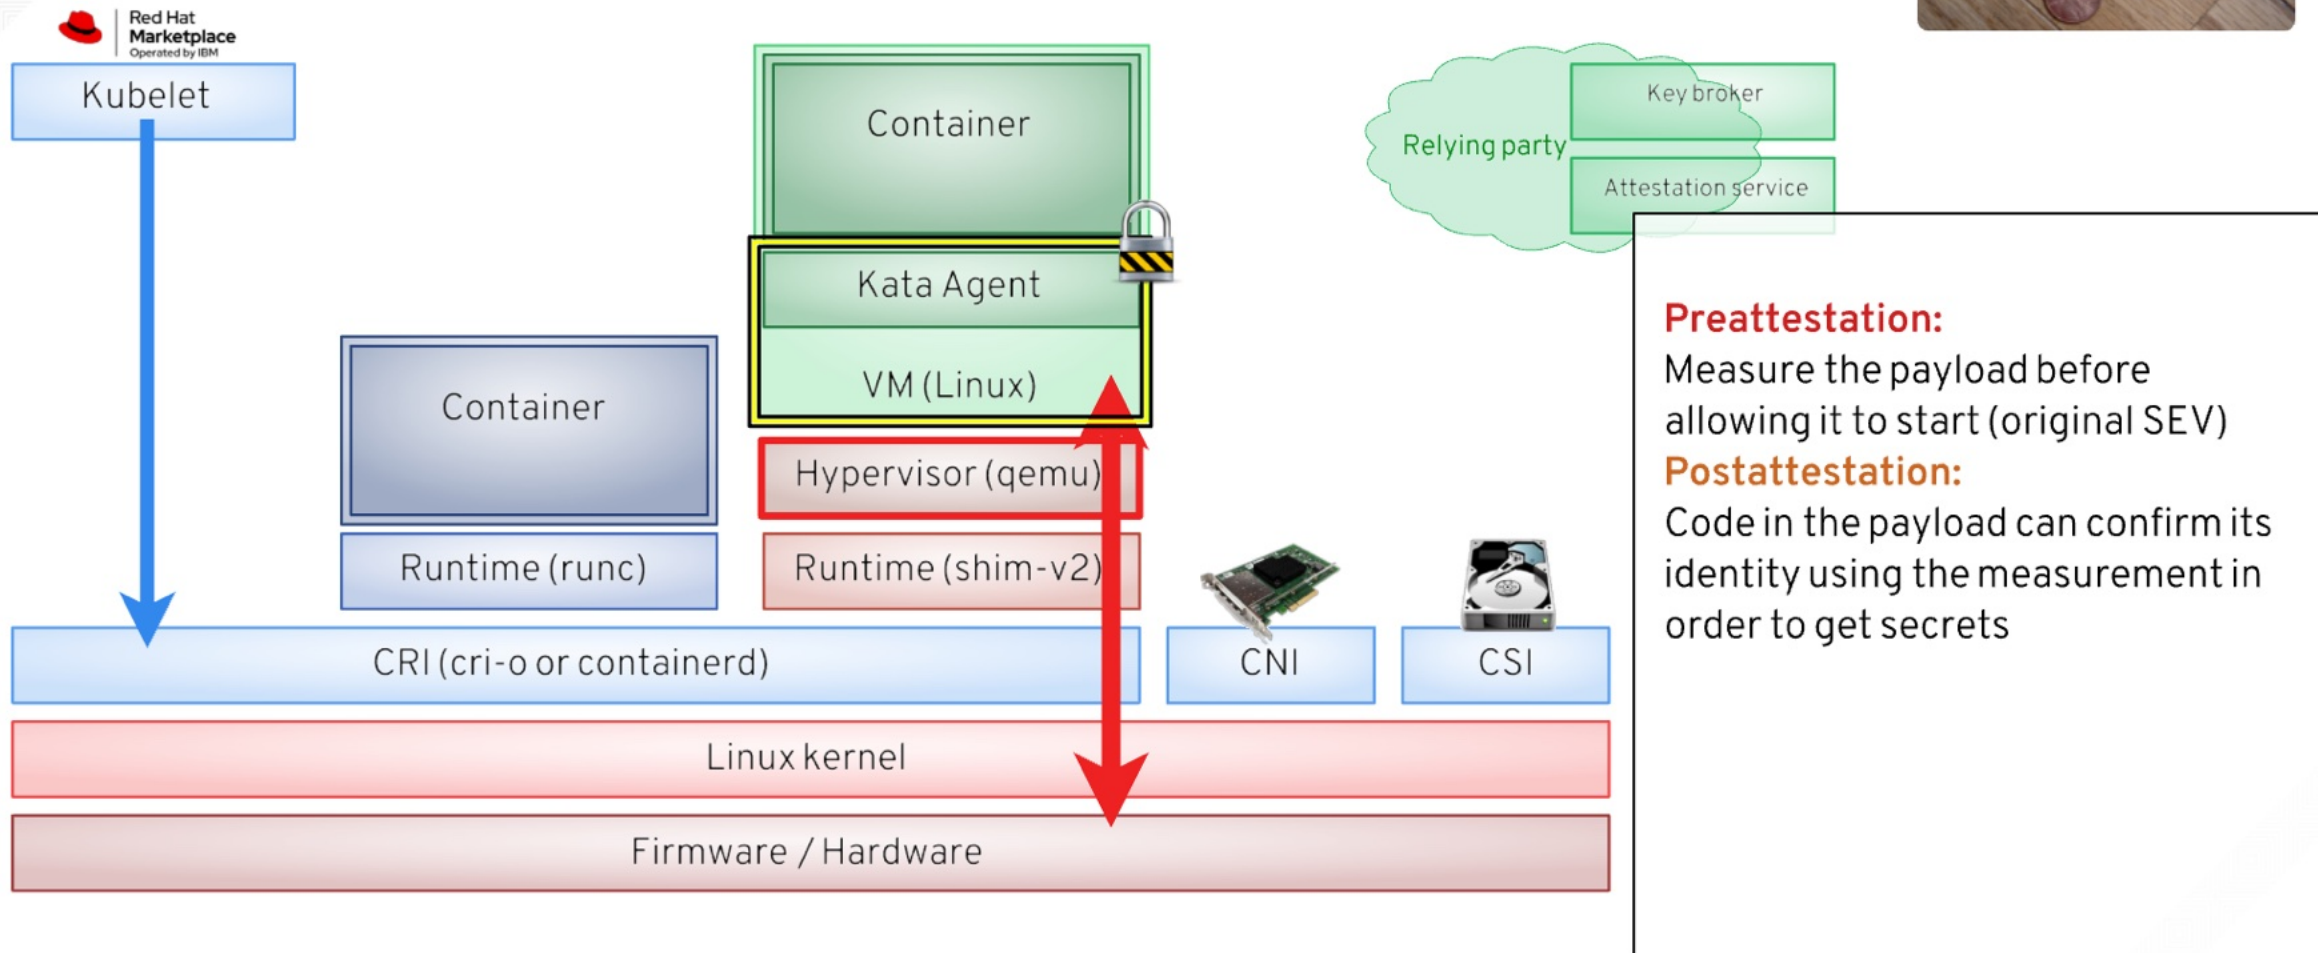 Red Hat
Marketplace
Operated by IBM
Kubelet
Container
Key broker
Relying party
Attestation service
Kata Agent
VM (Linux)
Container
Hypervisor (qemu)
Runtime (runc)
Runtime (shim-v2)
CRI (cri-o or containerd)
CNI
CSI
Linux kernel
Firmware / Hardware
Preattestation:
Measure the payload before
allowing it to start (original SEV)
Postattestation:
Code in the payload can confirm its
identity using the measurement in
order to get secrets